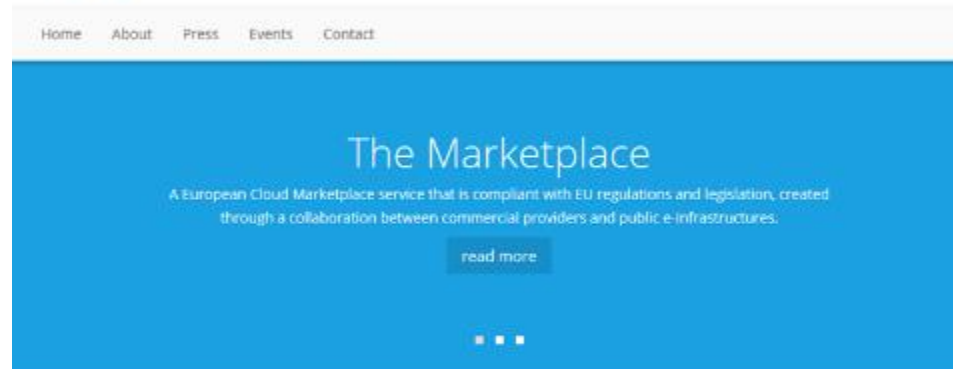 Home About Press Events Contact
The Marketplace
A European Cloud Marketplace service that is compliant with EU regulations and legislation, created
through a collaboration between commercial providers and public e-infrastructures.
read more